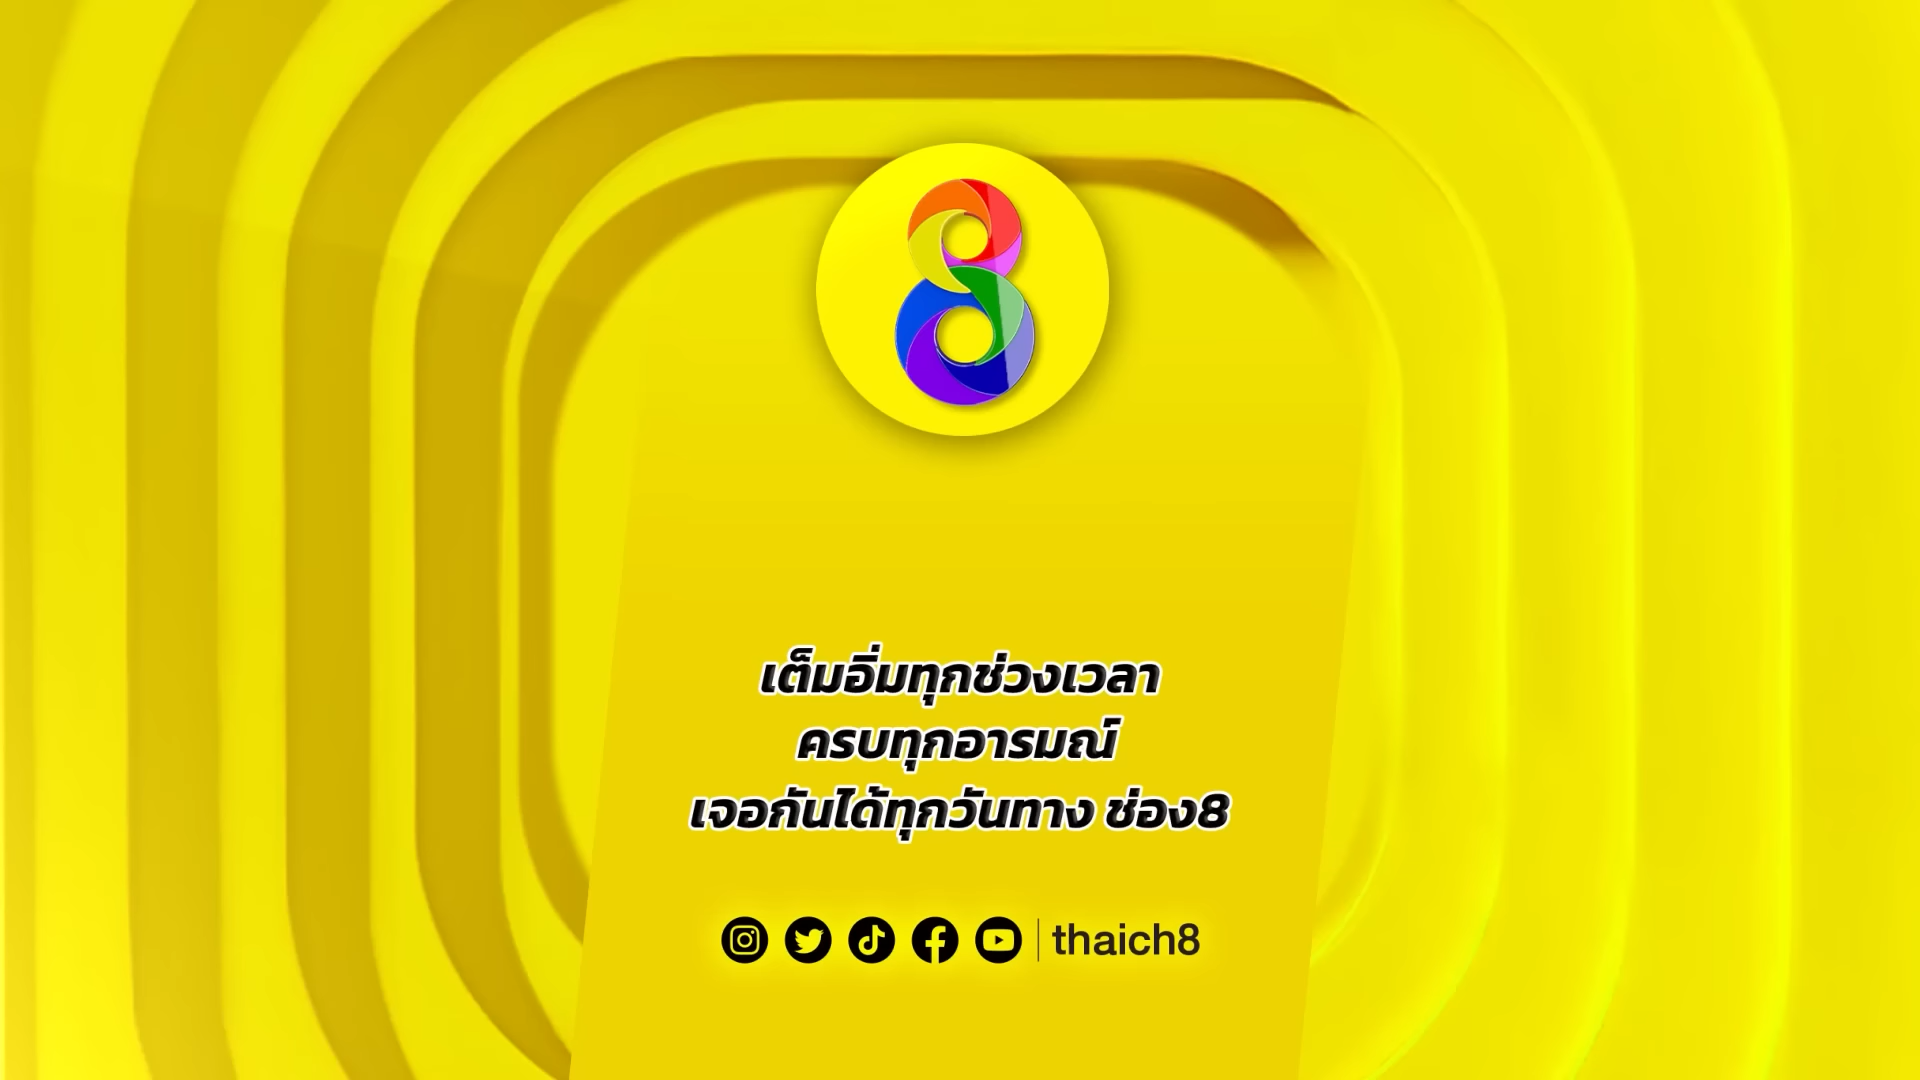 8
เต็มอิ่มทุกช่วงเวลา
ครบทุกอารมณ์
เจอกันได้ทุกวันทาง ช่อง8
thaich8